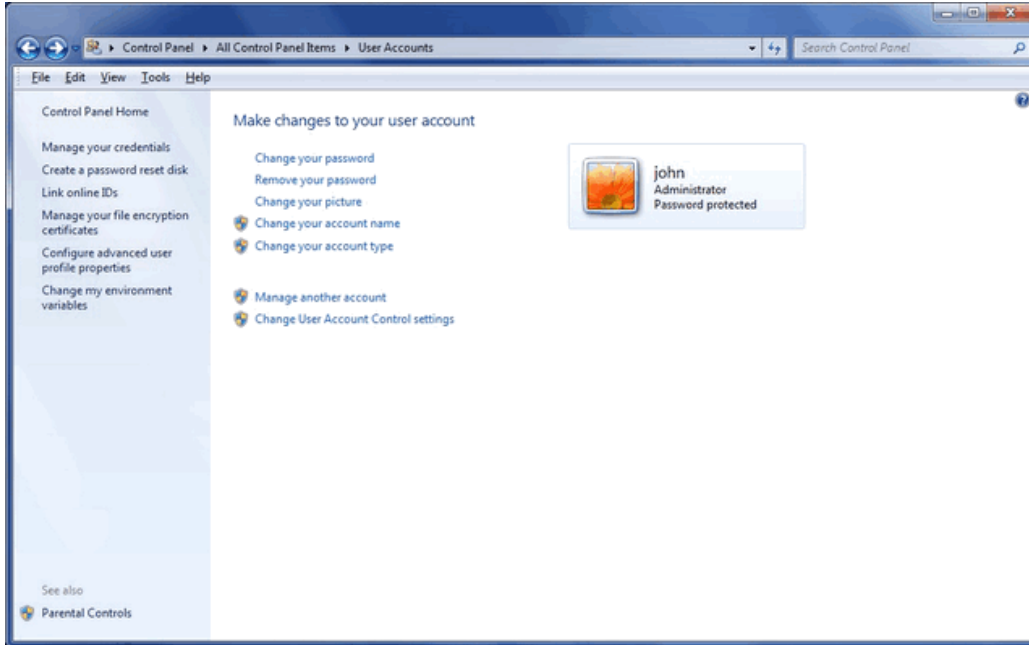 Control Panel ▸ All Control Panel Items ▸ User Accounts
Search Control Panel
File Edit View Tools Help
Control Panel Home
Manage your credentials
Create a password reset disk
Link online IDs
Manage your file encryption
certificates
Configure advanced user
profile properties
Change my environment
variables
See also
Parental Controls
Make changes to your user account
Change your password
Remove your password
Change your picture
Change your account name
Change your account type
Manage another account
Change User Account Control settings
john
Administrator
Password protected